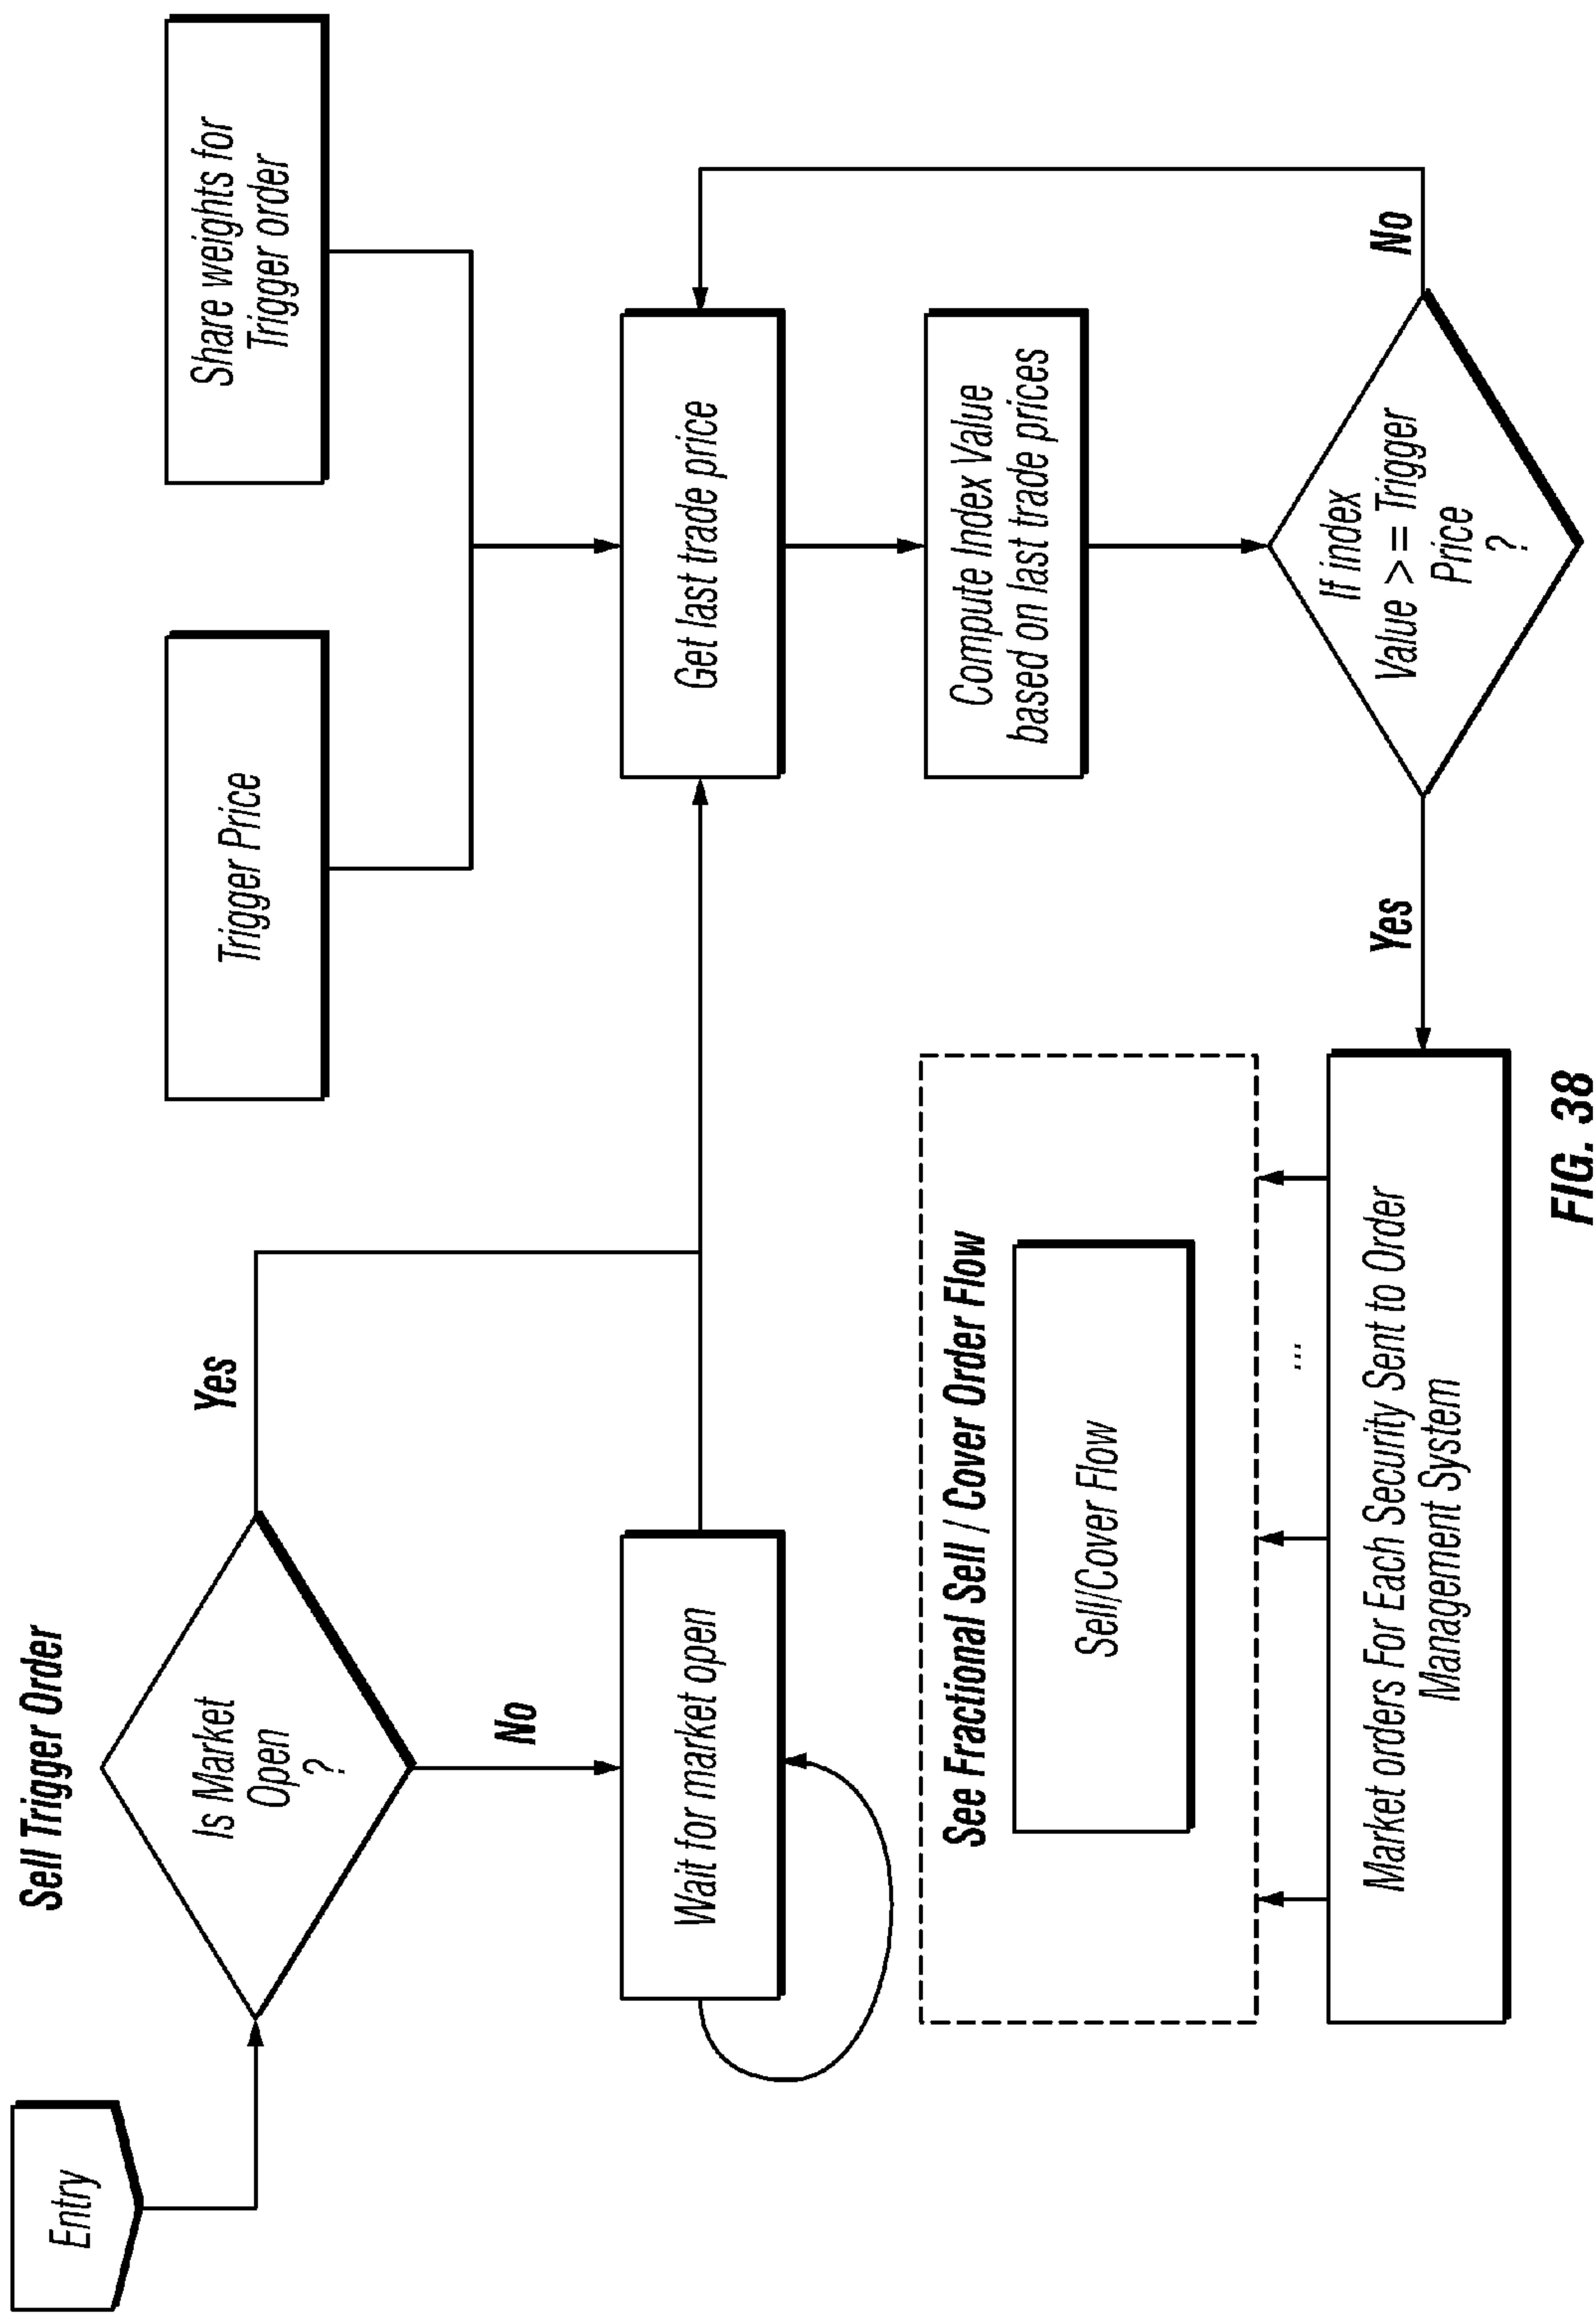 Sell Trigger Order
Entry
Is Market
Open
?
Yes
No
Wait for market open
Trigger Price
Share weights for
Trigger order
Get last trade price
Compute Index Value
based on last trade prices
If index
Value >= Trigger
Price
?
No
Yes
See Fractional Sell / Cover Order Flow
Sell/Cover Flow
...
Market orders For Each Security Sent to Order
Management System
FIG. 38